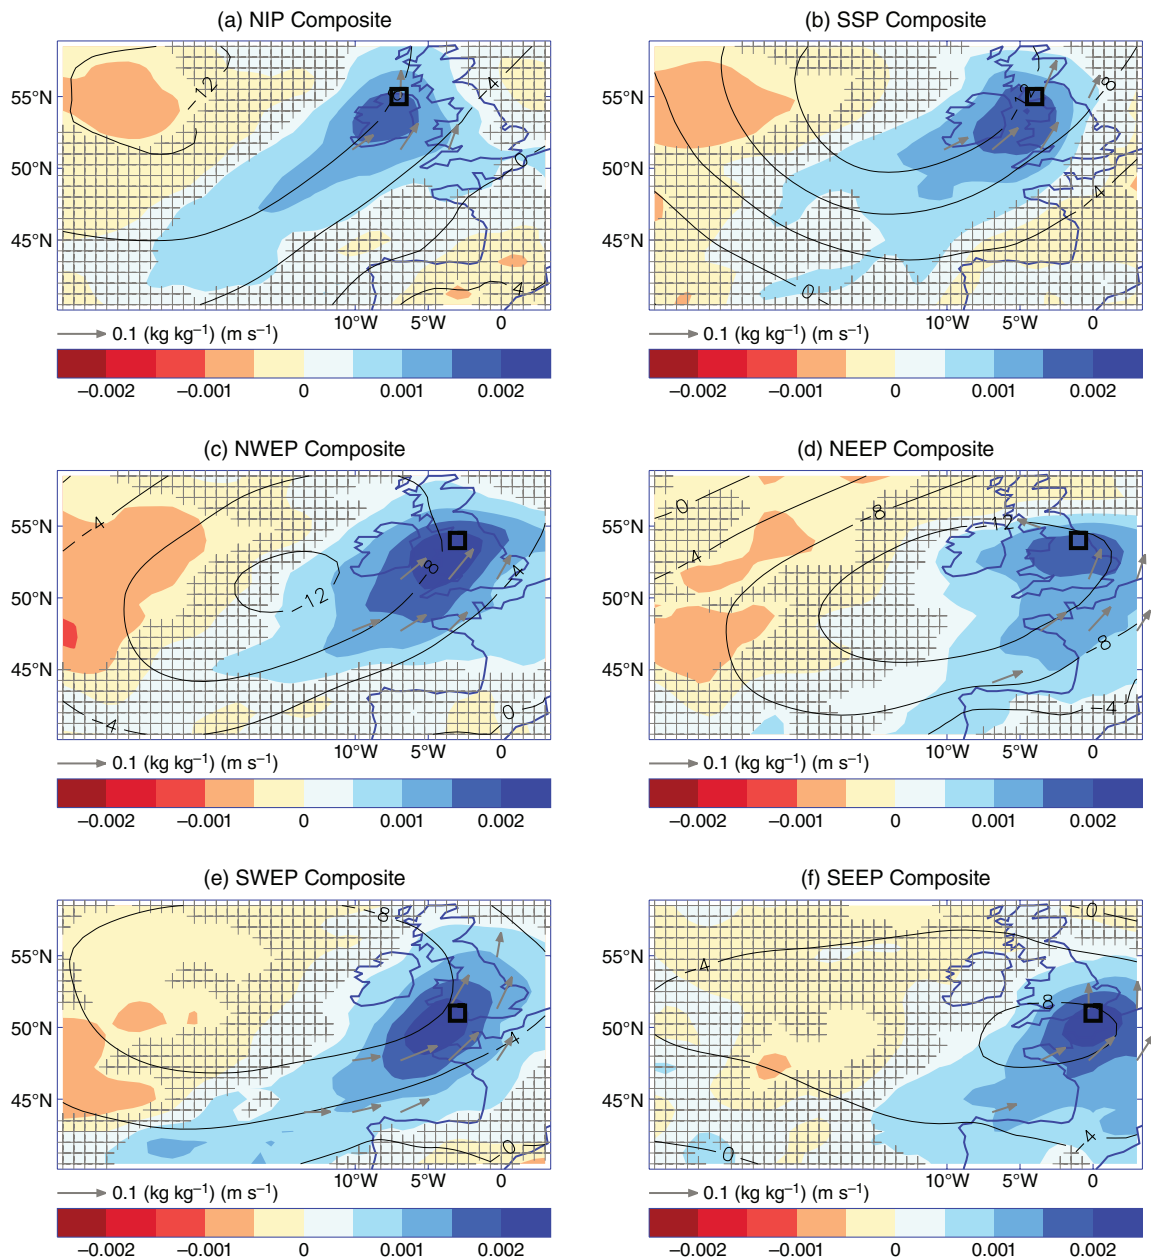 (a) NIP Composite
(b) SSP Composite
55°N
50°N
45°N
−12
−4
0
4
55°N
50°N
45°N
−12
−8
−4
0
10°W 5°W 0
10°W 5°W 0
0.1 (kg kg⁻¹) (m s⁻¹)
0.1 (kg kg⁻¹) (m s⁻¹)
−0.002 −0.001 0 0.001 0.002
−0.002 −0.001 0 0.001 0.002
(c) NWEP Composite
(d) NEEP Composite
55°N
50°N
45°N
−4
−8
−12
−4
−4
0
55°N
50°N
45°N
0
−4
−8
−12
−8
−4
10°W 5°W 0
10°W 5°W 0
0.1 (kg kg⁻¹) (m s⁻¹)
0.1 (kg kg⁻¹) (m s⁻¹)
−0.002 −0.001 0 0.001 0.002
−0.002 −0.001 0 0.001 0.002
(e) SWEP Composite
(f) SEEP Composite
55°N
50°N
45°N
−8
−4
0
55°N
50°N
45°N
0
−4
−8
−4
0
10°W 5°W 0
10°W 5°W 0
0.1 (kg kg⁻¹) (m s⁻¹)
0.1 (kg kg⁻¹) (m s⁻¹)
−0.002 −0.001 0 0.001 0.002
−0.002 −0.001 0 0.001 0.002